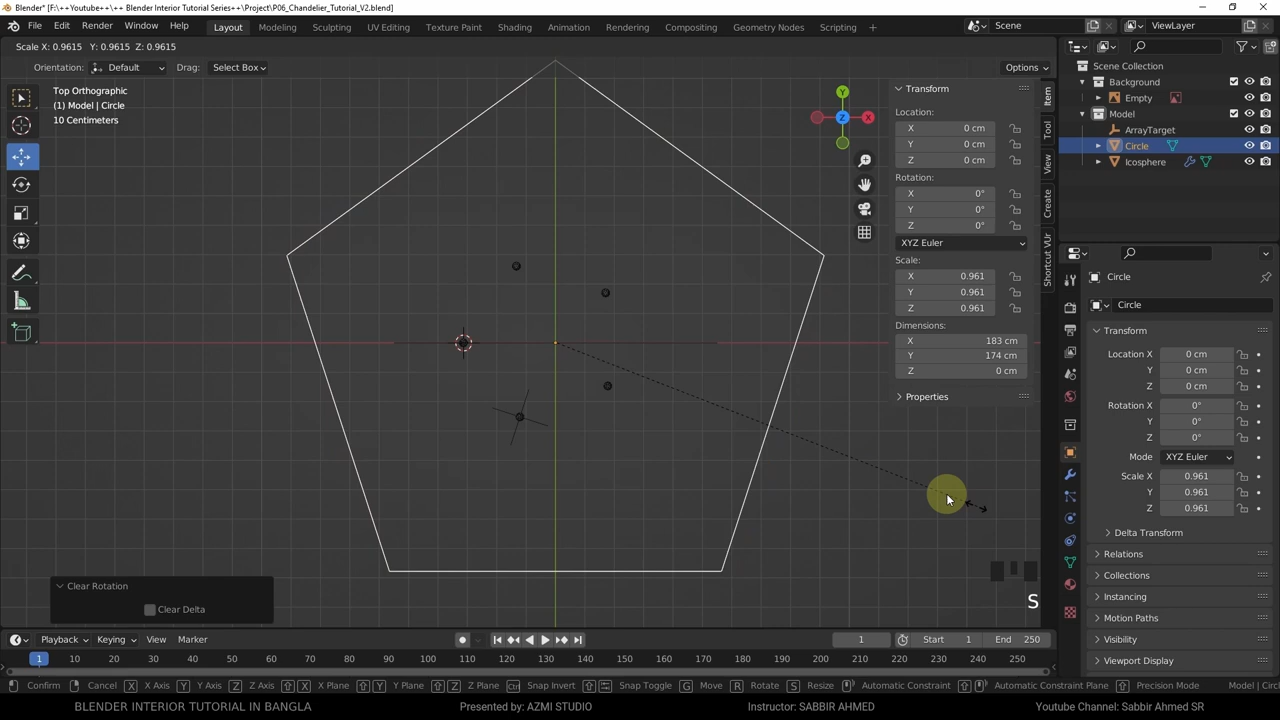 Blender* [F:\++Youtube++\++ Blender Interior Tutorial Series++\Project\P06_Chandelier_Tutorial_V2.blend]
File Edit Render Window Help Layout Modeling Sculpting UV Editing Texture Paint Shading Animation Rendering Compositing Geometry Nodes Scripting + Scene ViewLayer
Scale X: 0.9615 Y: 0.9615 Z: 0.9615
Orientation: Default Drag: Select Box Options
Top Orthographic
(1) Model | Circle
10 Centimeters
Y
Z X
Transform
Location:
X 0 cm
Y 0 cm
Z 0 cm
Rotation:
X 0°
Y 0°
Z 0°
XYZ Euler
Scale:
X 0.961
Y 0.961
Z 0.961
Dimensions:
X 183 cm
Y 174 cm
Z 0 cm
Properties
Item
Tool
View
Create
Shortcut VUr
Scene Collection
Background
Empty
Model
ArrayTarget
Circle
Icosphere
Circle
Circle
Transform
Location X 0 cm
Y 0 cm
Z 0 cm
Rotation X 0°
Y 0°
Z 0°
Mode XYZ Euler
Scale X 0.961
Y 0.961
Z 0.961
Delta Transform
Relations
Collections
Instancing
Motion Paths
Visibility
Viewport Display
Clear Rotation
Clear Delta
S
Playback Keying View Marker 1 Start 1 End 250
1 10 20 30 40 50 60 70 80 90 100 110 120 130 140 150 160 170 180 190 200 210 220 230 240 250
Confirm Cancel X X Axis Y Y Axis Z Z Axis X X Plane Y Y Plane Z Z Plane Ctrl Snap Invert Snap Toggle G Move R Rotate S Resize Automatic Constraint Automatic Constraint Plane Precision Mode Model | Circl
BLENDER INTERIOR TUTORIAL IN BANGLA Presented by: AZMI STUDIO Instructor: SABBIR AHMED Youtube Channel: Sabbir Ahmed SR